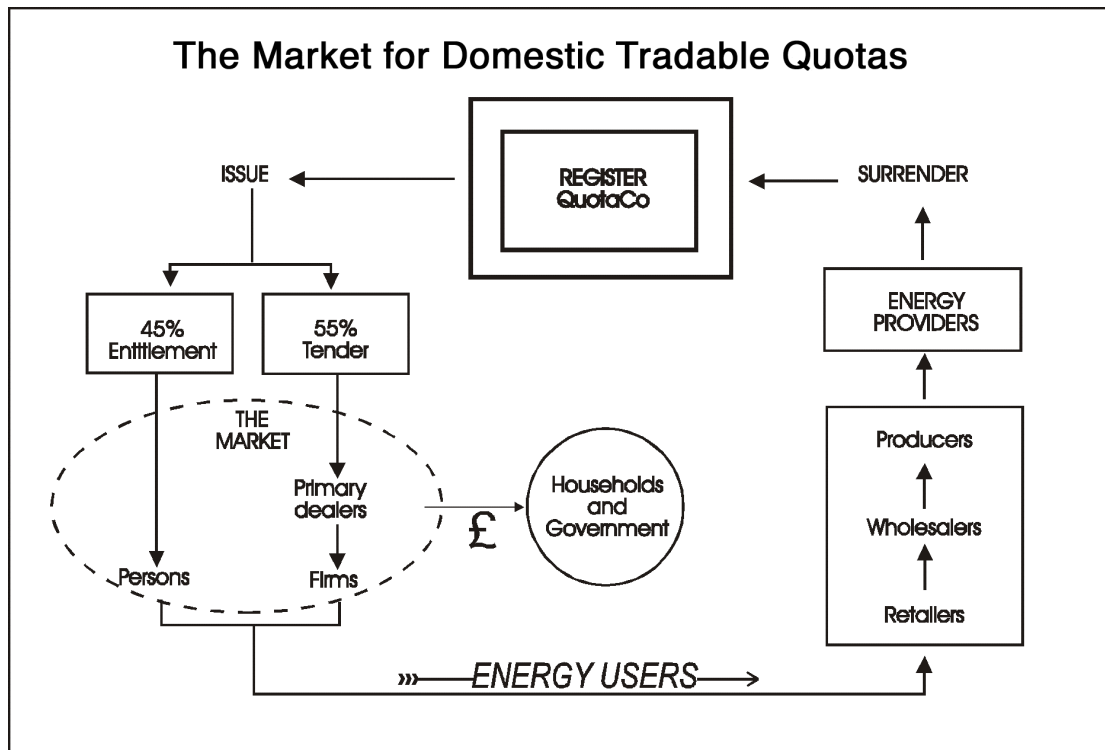 The Market for Domestic Tradable Quotas
REGISTER
QuotaCo
ISSUE
SURRENDER
45%
Entitlement
55%
Tender
ENERGY
PROVIDERS
THE
MARKET
Primary
dealers
Persons
Firms
£
Households
and
Government
Producers
Wholesalers
Retailers
ENERGY USERS